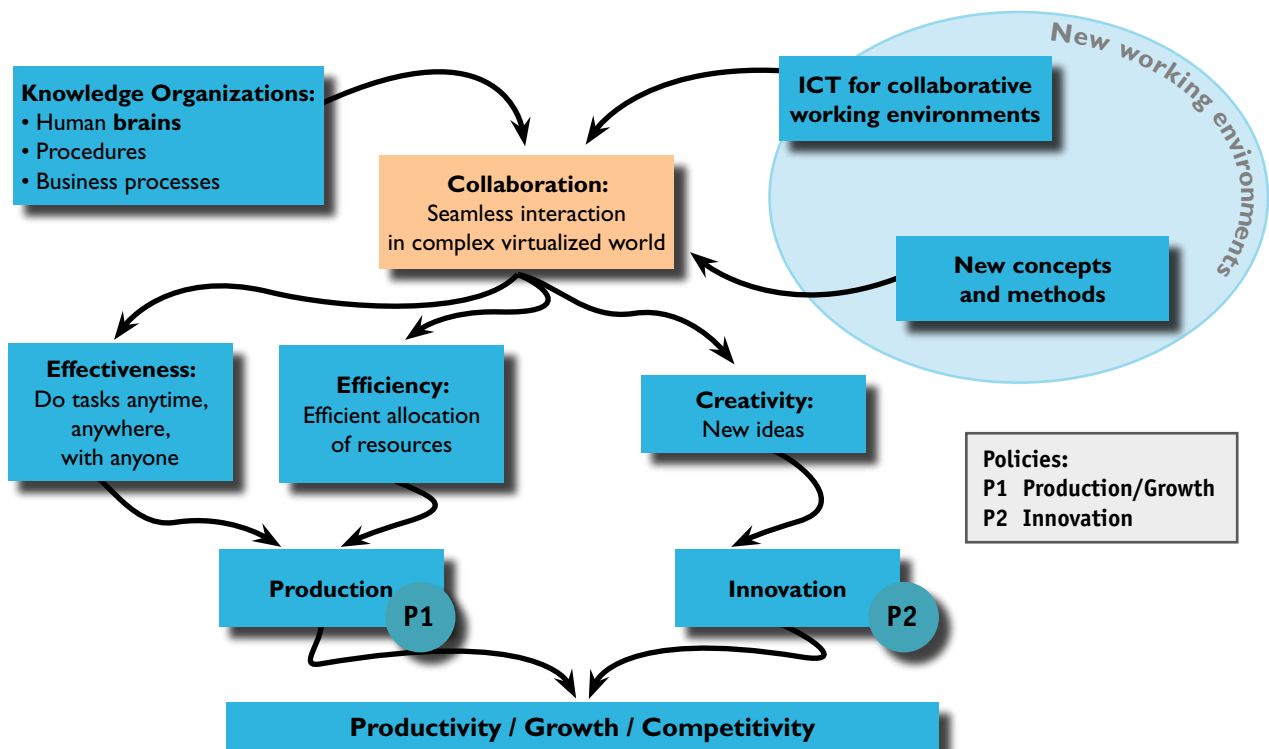 New working environments
Knowledge Organizations:
• Human brains
• Procedures
• Business processes
ICT for collaborative
working environments
Collaboration:
Seamless interaction
in complex virtualized world
New concepts
and methods
Effectiveness:
Do tasks anytime,
anywhere,
with anyone
Efficiency:
Efficient allocation
of resources
Creativity:
New ideas
Policies:
P1 Production/Growth
P2 Innovation
Production
P1
Innovation
P2
Productivity / Growth / Competitivity